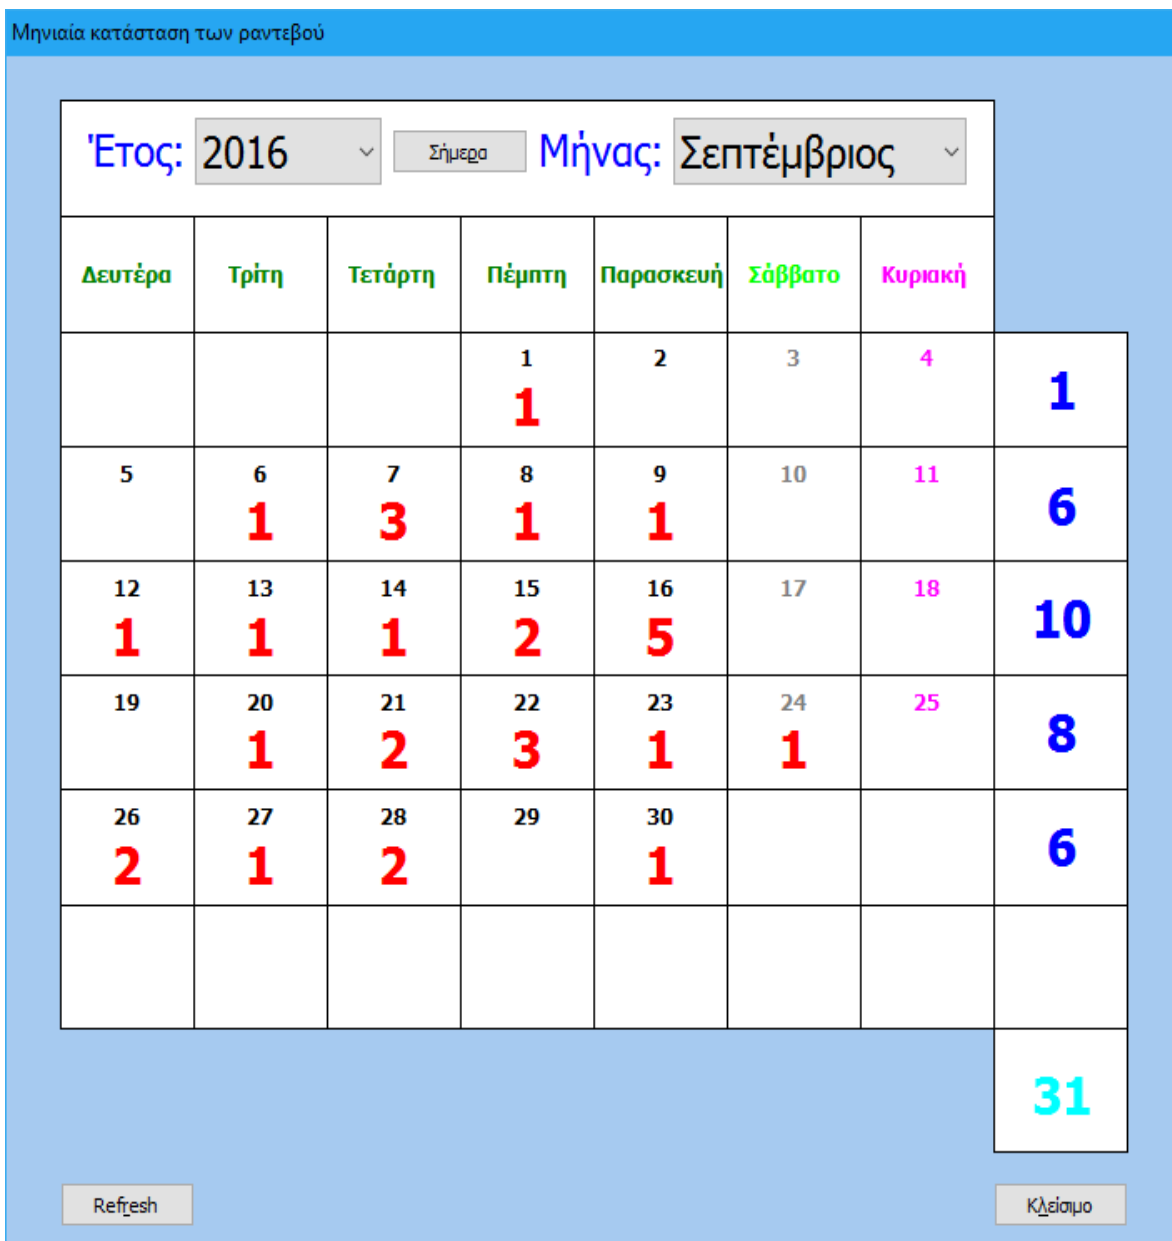 Μηνιαία κατάσταση των ραντεβού
Έτος: 2016 Σήμερα Μήνας: Σεπτέμβριος
Δευτέρα Τρίτη Τετάρτη Πέμπτη Παρασκευή Σάββατο Κυριακή
1 2 3 4
1 1
5 6 7 8 9 10 11
1 3 1 1 6
12 13 14 15 16 17 18
1 1 1 2 5 10
19 20 21 22 23 24 25
1 2 3 1 1 8
26 27 28 29 30
2 1 2 1 6
31
Refresh Κλείσιμο